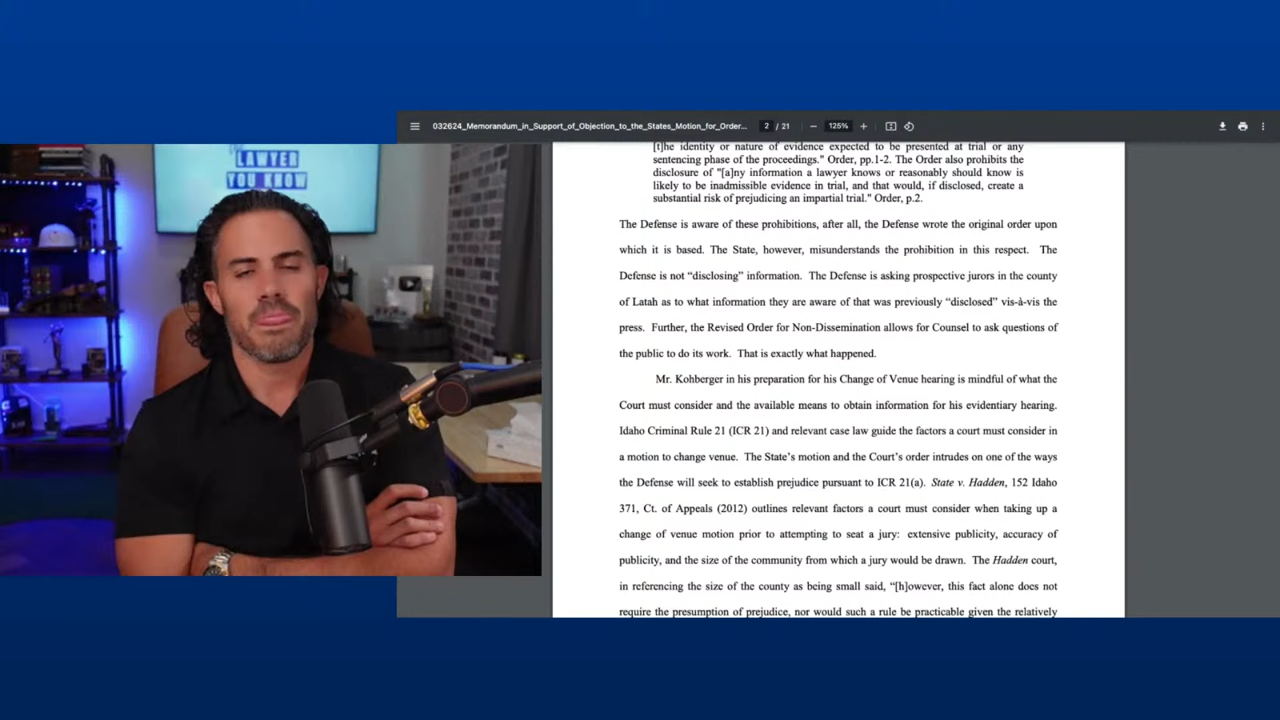 LAWYER
YOU KNOW
032624_Memorandum_in_Support_of_Objection_to_the_States_Motion_for_Order...
2 / 21
125%
[t]he identity or nature of evidence expected to be presented at trial or any
sentencing phase of the proceedings." Order, pp.1-2. The Order also prohibits the
disclosure of "[a]ny information a lawyer knows or reasonably should know is
likely to be inadmissible evidence in trial, and that would, if disclosed, create a
substantial risk of prejudicing an impartial trial." Order, p.2.
The Defense is aware of these prohibitions, after all, the Defense wrote the original order upon
which it is based. The State, however, misunderstands the prohibition in this respect. The
Defense is not “disclosing” information. The Defense is asking prospective jurors in the county
of Latah as to what information they are aware of that was previously “disclosed” vis-à-vis the
press. Further, the Revised Order for Non-Dissemination allows for Counsel to ask questions of
the public to do its work. That is exactly what happened.
Mr. Kohberger in his preparation for his Change of Venue hearing is mindful of what the
Court must consider and the available means to obtain information for his evidentiary hearing.
Idaho Criminal Rule 21 (ICR 21) and relevant case law guide the factors a court must consider in
a motion to change venue. The State’s motion and the Court’s order intrudes on one of the ways
the Defense will seek to establish prejudice pursuant to ICR 21(a). State v. Hadden, 152 Idaho
371, Ct. of Appeals (2012) outlines relevant factors a court must consider when taking up a
change of venue motion prior to attempting to seat a jury: extensive publicity, accuracy of
publicity, and the size of the community from which a jury would be drawn. The Hadden court,
in referencing the size of the county as being small said, “[h]owever, this fact alone does not
require the presumption of prejudice, nor would such a rule be practicable given the relatively